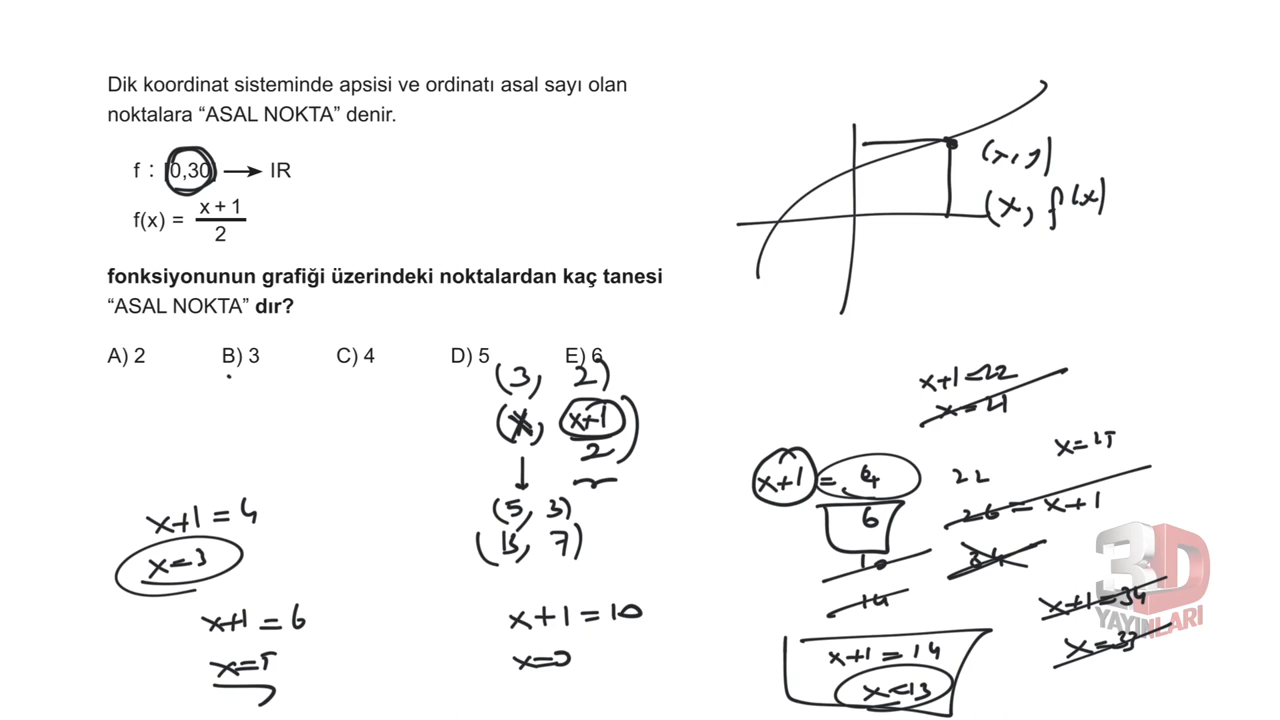 Dik koordinat sisteminde apsisi ve ordinatı asal sayı olan
noktalara “ASAL NOKTA” denir.
f : (0,30) → IR
f(x) = x + 1
2
fonksiyonunun grafiği üzerindeki noktalardan kaç tanesi
“ASAL NOKTA” dır?
A) 2 B) 3 C) 4 D) 5 E) 6
(3, 2)
(x, x+1
2)
(5, 3)
(13, 7)
x+1 = 4
x=3
x+1 = 6
x=5
x+1 = 10
(x, y)
(x, f(x)
x+1=22
x=21
x=25
x+1 = 4
22
6
26 = x+1
10
34
14
x+1=34
x=33
x+1 = 14
x=13
3D
YAYINLARI